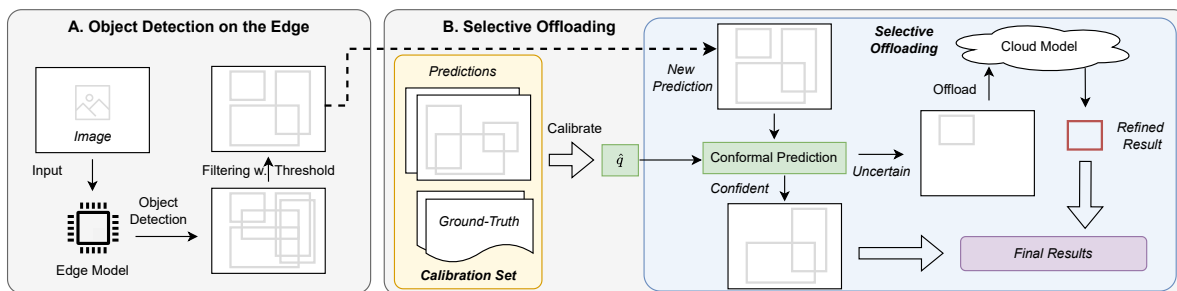 A. Object Detection on the Edge
Image
Input
Edge Model
Object
Detection
Filtering w. Threshold
B. Selective Offloading
Predictions
Ground-Truth
Calibration Set
Calibrate
q̂
New
Prediction
Conformal Prediction
Confident
Uncertain
Selective
Offloading
Cloud Model
Offload
Refined
Result
Final Results